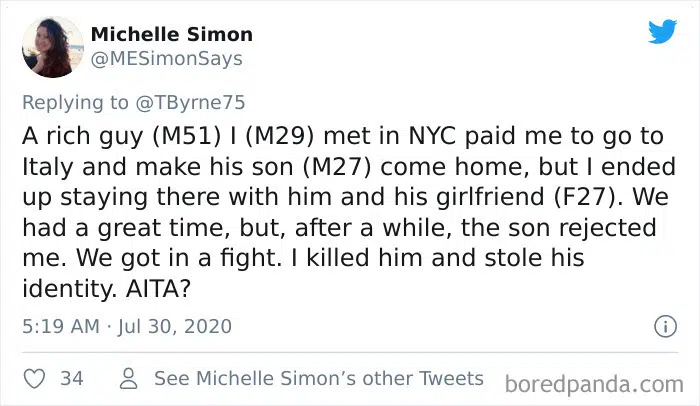 Michelle Simon
@MESimonSays
Replying to @TByrne75
A rich guy (M51) I (M29) met in NYC paid me to go to
Italy and make his son (M27) come home, but I ended
up staying there with him and his girlfriend (F27). We
had a great time, but, after a while, the son rejected
me. We got in a fight. I killed him and stole his
identity. AITA?
5:19 AM · Jul 30, 2020
34 See Michelle Simon’s other Tweets
boredpanda.com